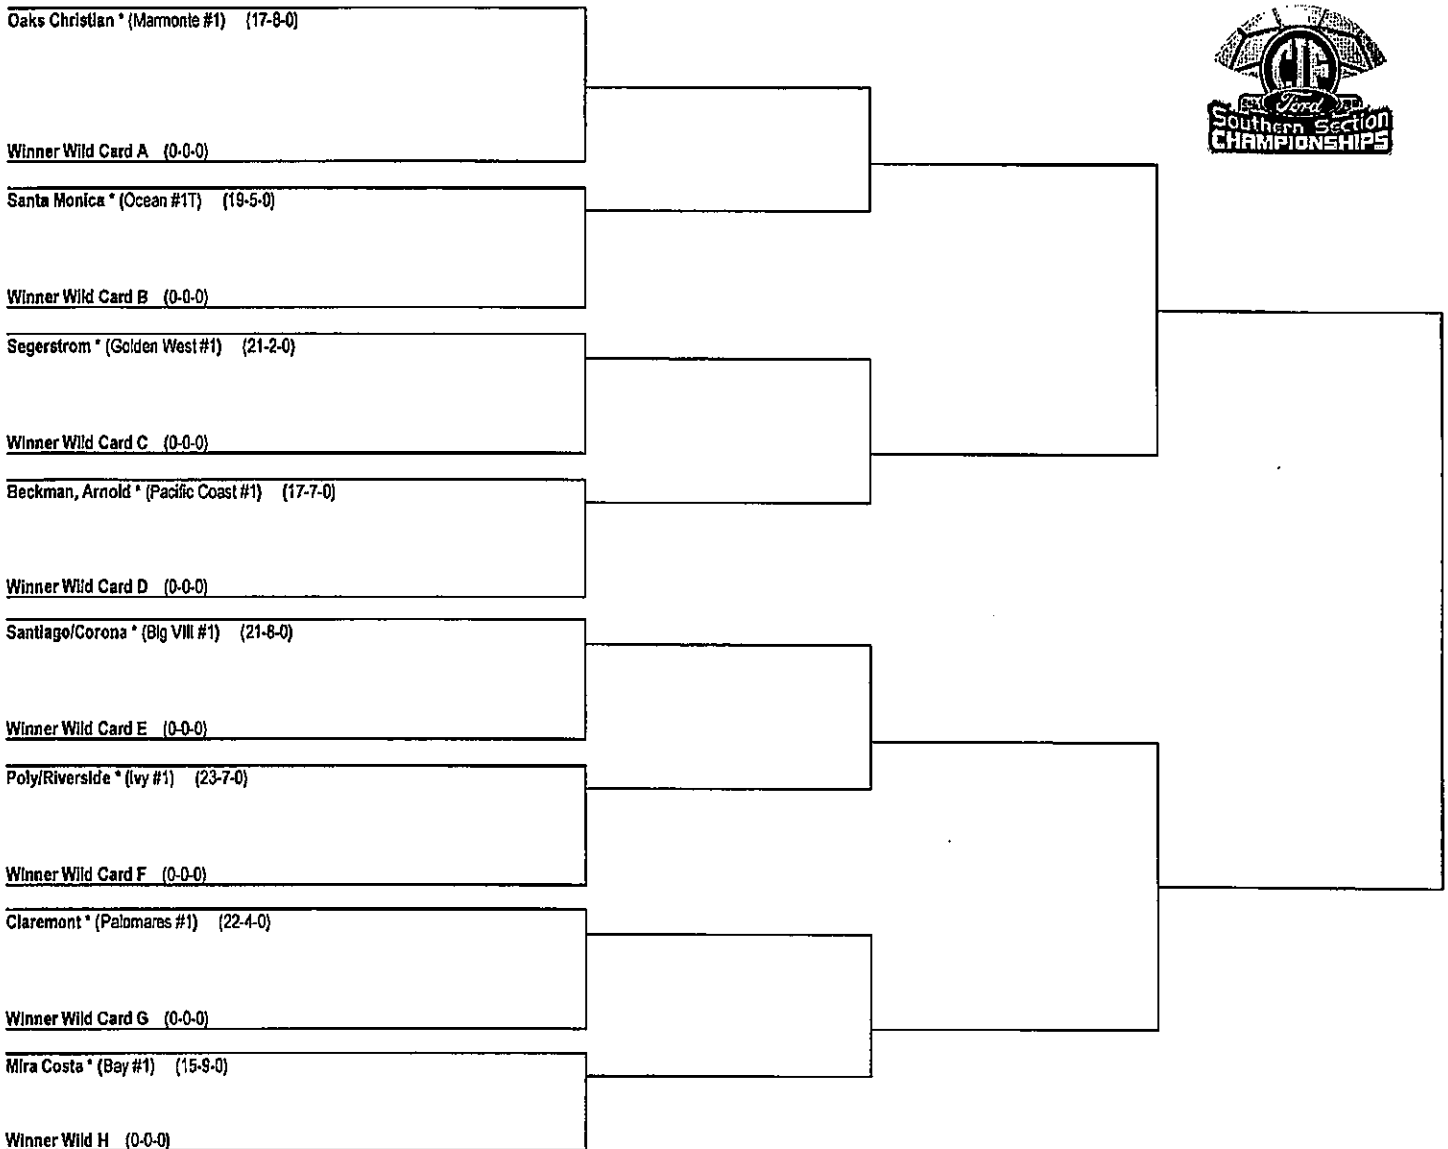 Oaks Christian * (Marmonte #1) (17-8-0)
CIF
Ford
Southern Section
CHAMPIONSHIPS
Winner Wild Card A (0-0-0)
Santa Monica * (Ocean #1T) (19-5-0)
Winner Wild Card B (0-0-0)
Segerstrom * (Golden West #1) (21-2-0)
Winner Wild Card C (0-0-0)
Beckman, Arnold * (Pacific Coast #1) (17-7-0)
Winner Wild Card D (0-0-0)
Santiago/Corona * (Big VIII #1) (21-8-0)
Winner Wild Card E (0-0-0)
Poly/Riverside * (Ivy #1) (23-7-0)
Winner Wild Card F (0-0-0)
Claremont * (Palomares #1) (22-4-0)
Winner Wild Card G (0-0-0)
Mira Costa * (Bay #1) (15-9-0)
Winner Wild H (0-0-0)